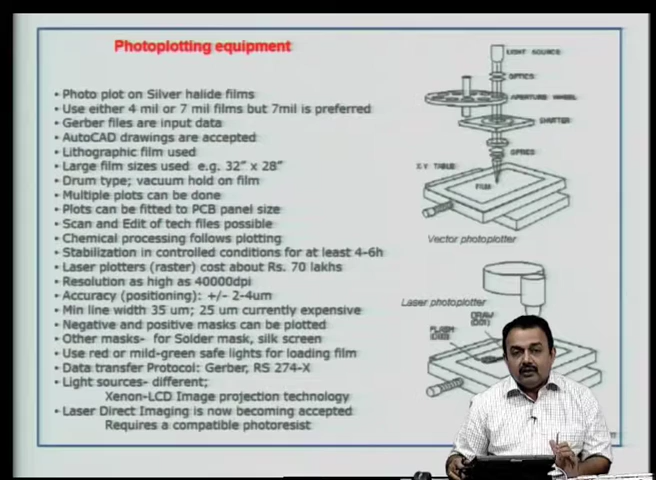 Photoplotting equipment
• Photo plot on Silver halide films
• Use either 4 mil or 7 mil films but 7mil is preferred
• Gerber files are input data
• AutoCAD drawings are accepted
• Lithographic film used
• Large film sizes used e.g. 32" x 28"
• Drum type; vacuum hold on film
• Multiple plots can be done
• Plots can be fitted to PCB panel size
• Scan and Edit of tech files possible
• Chemical processing follows plotting
• Stabilization in controlled conditions for at least 4-6h
• Laser plotters (raster) cost about Rs. 70 lakhs
• Resolution as high as 40000dpi
• Accuracy (positioning): +/- 2-4um
• Min line width 35 um; 25 um currently expensive
• Negative and positive masks can be plotted
• Other masks- for Solder mask, silk screen
• Use red or mild-green safe lights for loading film
• Data transfer Protocol: Gerber, RS 274-X
• Light sources- different;
Xenon-LCD Image projection technology
• Laser Direct Imaging is now becoming accepted
Requires a compatible photoresist
LIGHT SOURCE
OPTICS
APERTURE WHEEL
SHUTTER
OPTICS
X-Y TABLE
FILM
Vector photoplotter
Laser photoplotter
DRAW
(DO1)
FLASH
(DO3)